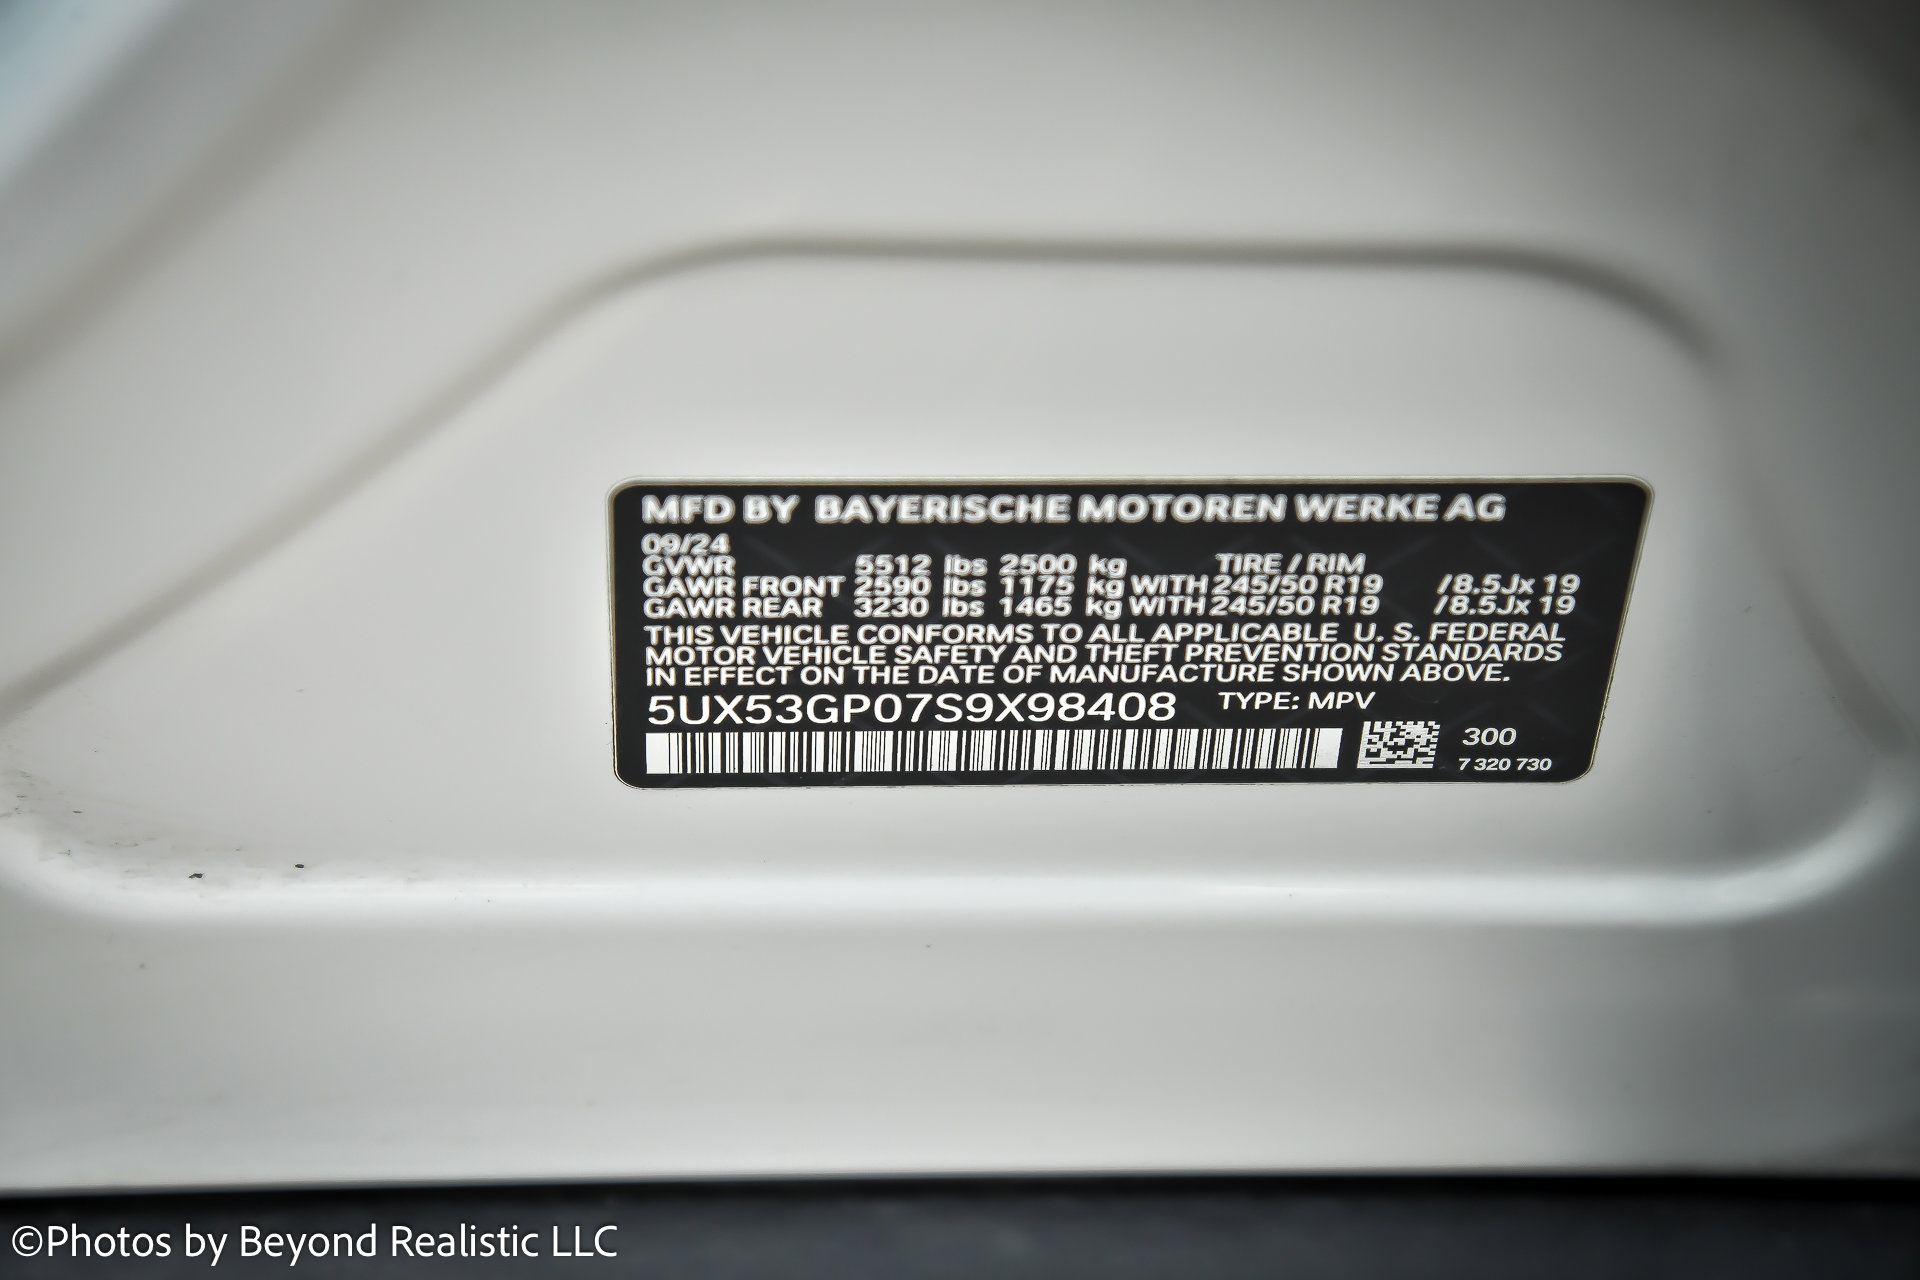 MFD BY BAYERISCHE MOTOREN WERKE AG
09/24
GVWR 5512 lbs 2500 kg TIRE / RIM
GAWR FRONT 2590 lbs 1175 kg WITH 245/50 R19 /8.5Jx 19
GAWR REAR 3230 lbs 1465 kg WITH 245/50 R19 /8.5Jx 19
THIS VEHICLE CONFORMS TO ALL APPLICABLE U. S. FEDERAL
MOTOR VEHICLE SAFETY AND THEFT PREVENTION STANDARDS
IN EFFECT ON THE DATE OF MANUFACTURE SHOWN ABOVE.
5UX53GP07S9X98408 TYPE: MPV
300
7 320 730
©Photos by Beyond Realistic LLC